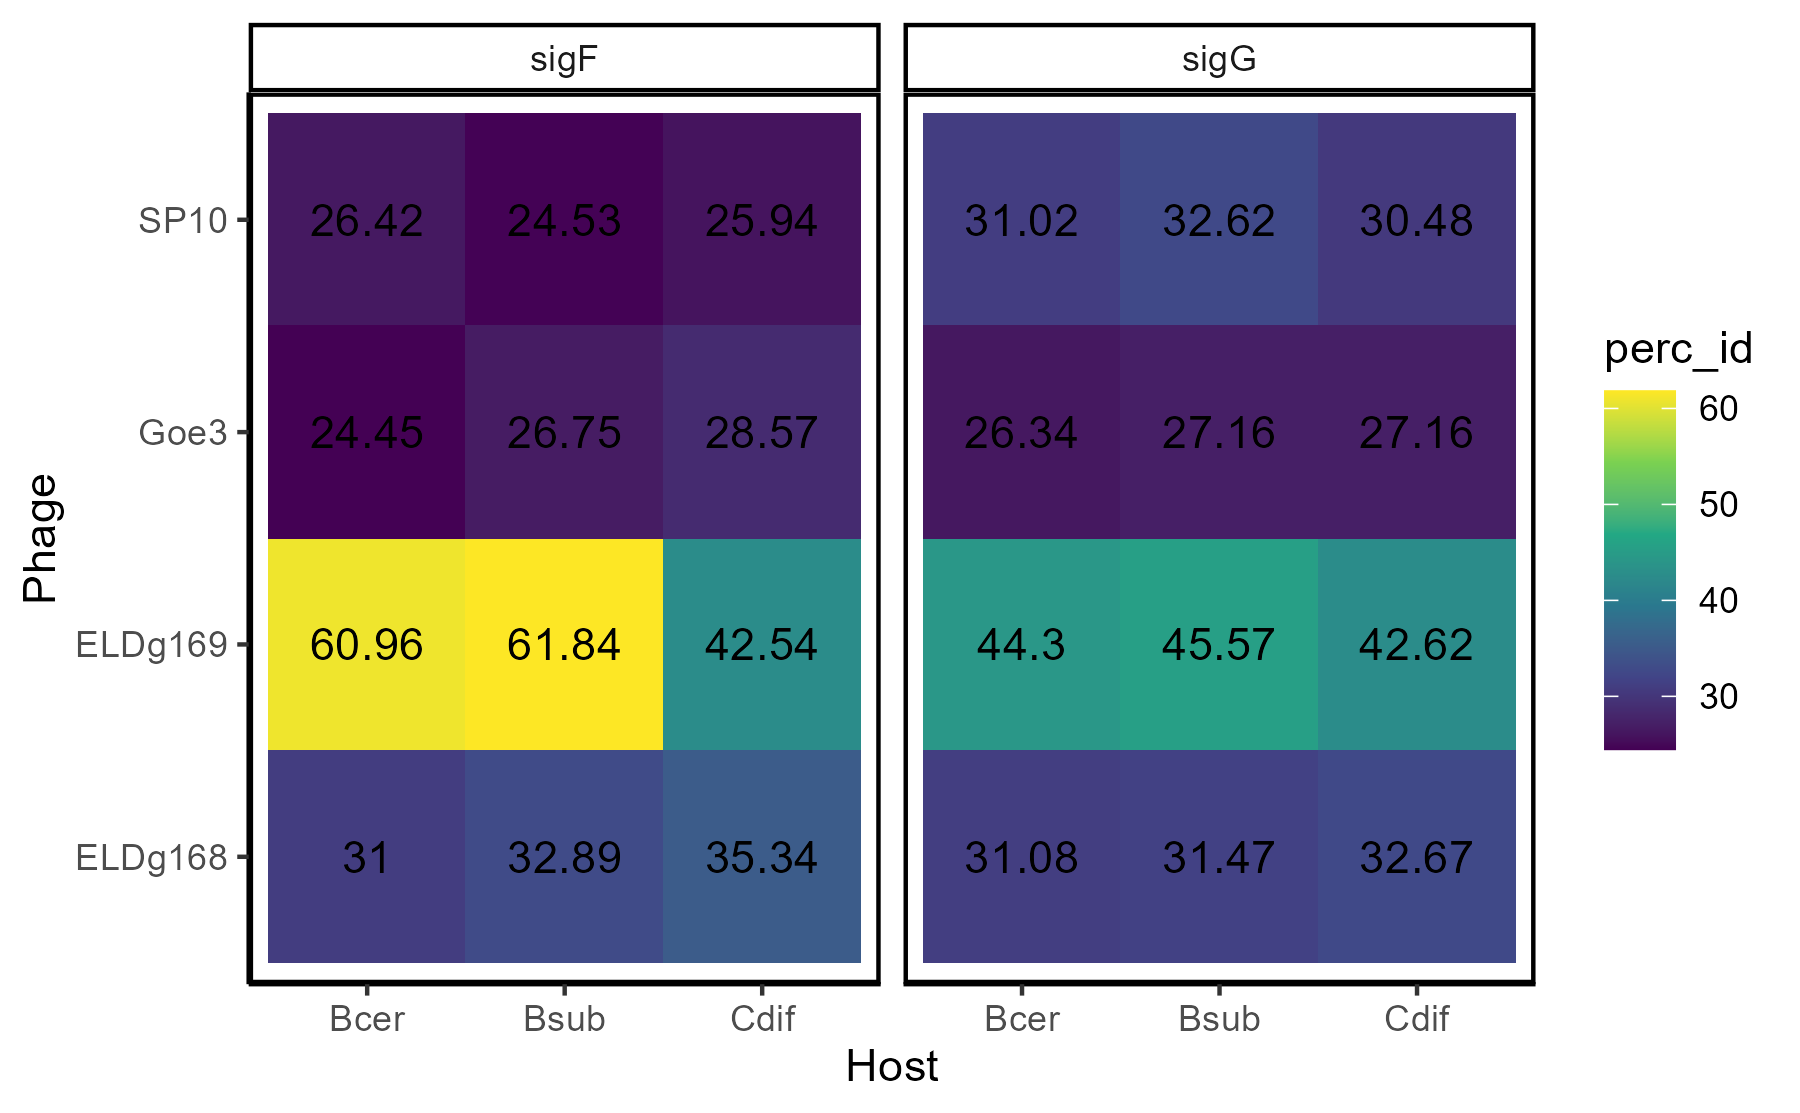 sigF sigG
SP10 26.42 24.53 25.94 31.02 32.62 30.48
Goe3 24.45 26.75 28.57 26.34 27.16 27.16
ELDg169 60.96 61.84 42.54 44.3 45.57 42.62
ELDg168 31 32.89 35.34 31.08 31.47 32.67
Bcer Bsub Cdif Bcer Bsub Cdif
Host
Phage
perc_id
60
50
40
30